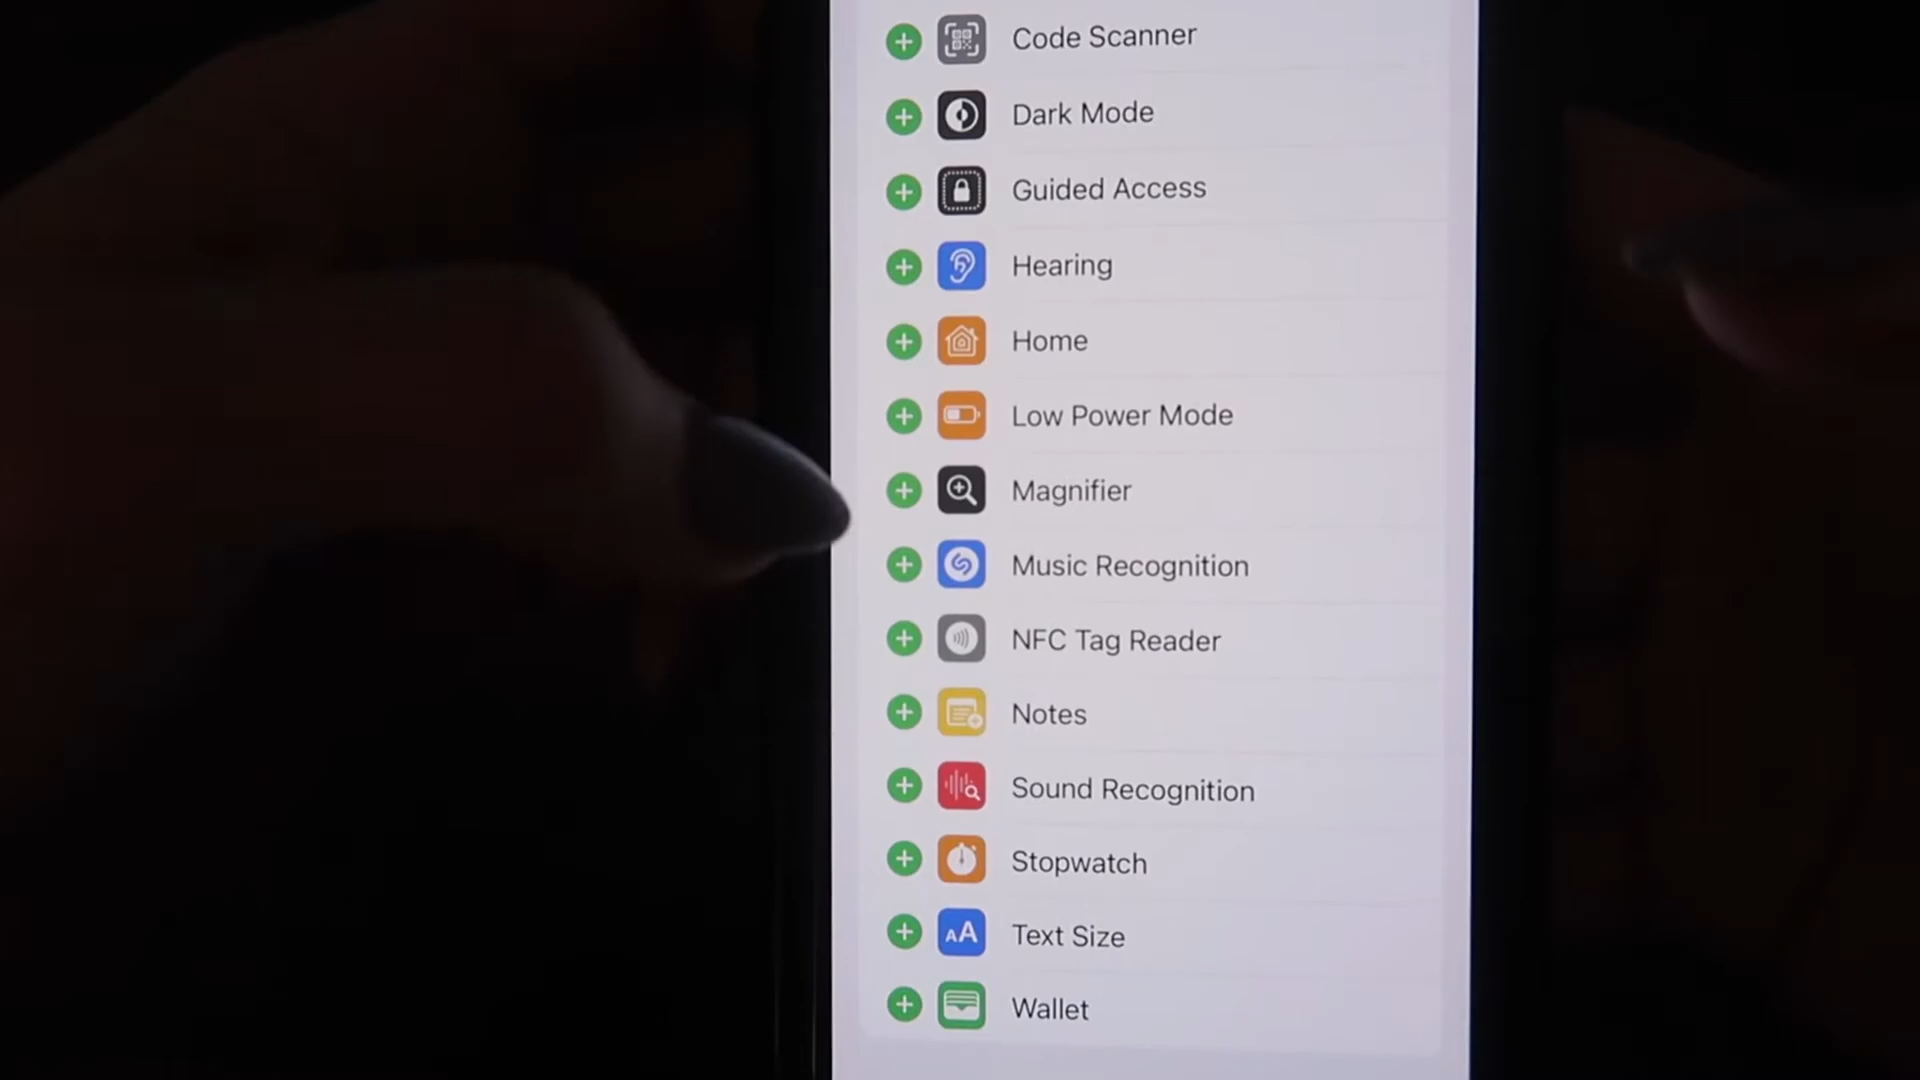 Code Scanner
Dark Mode
Guided Access
Hearing
Home
Low Power Mode
Magnifier
Music Recognition
NFC Tag Reader
Notes
Sound Recognition
Stopwatch
AA Text Size
Wallet